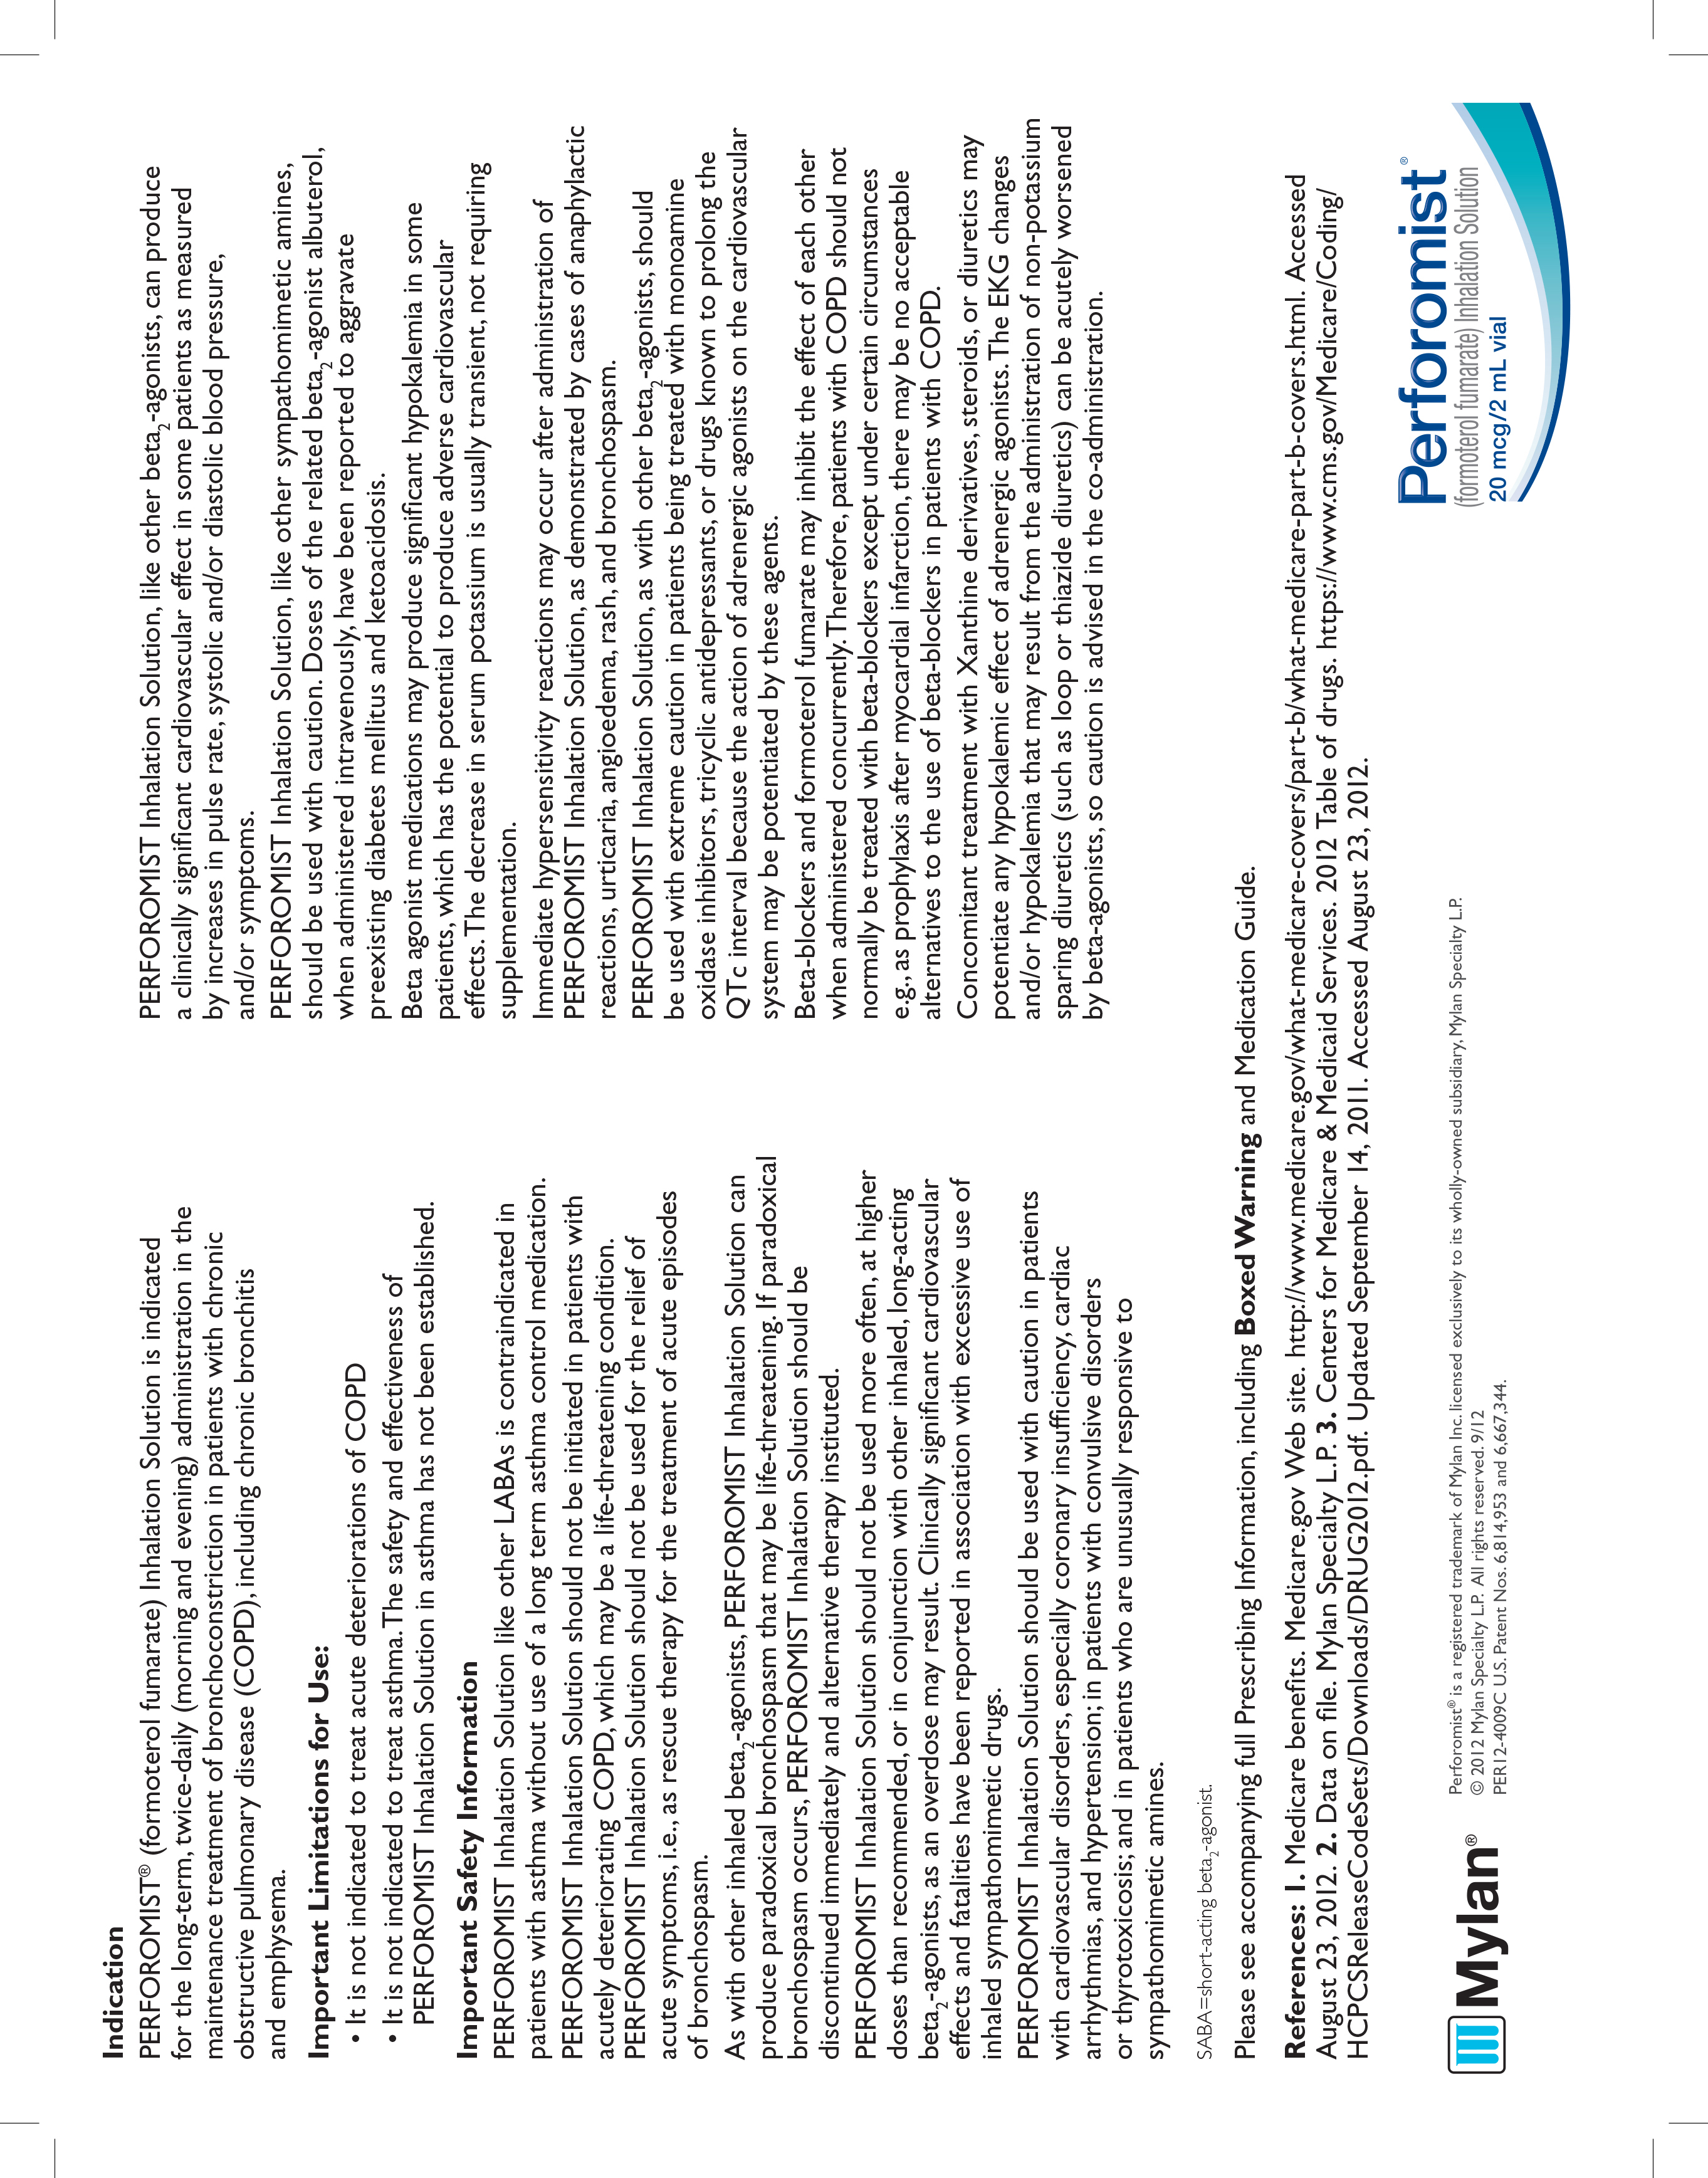 Indication
PERFOROMIST® (formoterol fumarate) Inhalation Solution is indicated
for the long-term, twice-daily (morning and evening) administration in the
maintenance treatment of bronchoconstriction in patients with chronic
obstructive pulmonary disease (COPD), including chronic bronchitis
and emphysema.
Important Limitations for Use:
• It is not indicated to treat acute deteriorations of COPD
• It is not indicated to treat asthma. The safety and effectiveness of
PERFOROMIST Inhalation Solution in asthma has not been established.
Important Safety Information
PERFOROMIST Inhalation Solution like other LABAs is contraindicated in
patients with asthma without use of a long term asthma control medication.
PERFOROMIST Inhalation Solution should not be initiated in patients with
acutely deteriorating COPD, which may be a life-threatening condition.
PERFOROMIST Inhalation Solution should not be used for the relief of
acute symptoms, i.e., as rescue therapy for the treatment of acute episodes
of bronchospasm.
As with other inhaled beta2-agonists, PERFOROMIST Inhalation Solution can
produce paradoxical bronchospasm that may be life-threatening. If paradoxical
bronchospasm occurs, PERFOROMIST Inhalation Solution should be
discontinued immediately and alternative therapy instituted.
PERFOROMIST Inhalation Solution should not be used more often, at higher
doses than recommended, or in conjunction with other inhaled, long-acting
beta2-agonists, as an overdose may result. Clinically significant cardiovascular
effects and fatalities have been reported in association with excessive use of
inhaled sympathomimetic drugs.
PERFOROMIST Inhalation Solution should be used with caution in patients
with cardiovascular disorders, especially coronary insufficiency, cardiac
arrhythmias, and hypertension; in patients with convulsive disorders
or thyrotoxicosis; and in patients who are unusually responsive to
sympathomimetic amines.
PERFOROMIST Inhalation Solution, like other beta2-agonists, can produce
a clinically significant cardiovascular effect in some patients as measured
by increases in pulse rate, systolic and/or diastolic blood pressure,
and/or symptoms.
PERFOROMIST Inhalation Solution, like other sympathomimetic amines,
should be used with caution. Doses of the related beta2-agonist albuterol,
when administered intravenously, have been reported to aggravate
preexisting diabetes mellitus and ketoacidosis.
Beta agonist medications may produce significant hypokalemia in some
patients, which has the potential to produce adverse cardiovascular
effects. The decrease in serum potassium is usually transient, not requiring
supplementation.
Immediate hypersensitivity reactions may occur after administration of
PERFOROMIST Inhalation Solution, as demonstrated by cases of anaphylactic
reactions, urticaria, angioedema, rash, and bronchospasm.
PERFOROMIST Inhalation Solution, as with other beta2-agonists, should
be used with extreme caution in patients being treated with monoamine
oxidase inhibitors, tricyclic antidepressants, or drugs known to prolong the
QTc interval because the action of adrenergic agonists on the cardiovascular
system may be potentiated by these agents.
Beta-blockers and formoterol fumarate may inhibit the effect of each other
when administered concurrently. Therefore, patients with COPD should not
normally be treated with beta-blockers except under certain circumstances
e.g., as prophylaxis after myocardial infarction, there may be no acceptable
alternatives to the use of beta-blockers in patients with COPD.
Concomitant treatment with Xanthine derivatives, steroids, or diuretics may
potentiate any hypokalemic effect of adrenergic agonists. The EKG changes
and/or hypokalemia that may result from the administration of non-potassium
sparing diuretics (such as loop or thiazide diuretics) can be acutely worsened
by beta-agonists, so caution is advised in the co-administration.
SABA=short-acting beta2-agonist.
Please see accompanying full Prescribing Information, including Boxed Warning and Medication Guide.
References: 1. Medicare benefits. Medicare.gov Web site. http://www.medicare.gov/what-medicare-covers/part-b/what-medicare-part-b-covers.html. Accessed
August 23, 2012. 2. Data on file. Mylan Specialty L.P. 3. Centers for Medicare & Medicaid Services. 2012 Table of drugs. https://www.cms.gov/Medicare/Coding/
HCPCSReleaseCodeSets/Downloads/DRUG2012.pdf. Updated September 14, 2011. Accessed August 23, 2012.
Mylan®
Perforomist® is a registered trademark of Mylan Inc. licensed exclusively to its wholly-owned subsidiary, Mylan Specialty L.P.
© 2012 Mylan Specialty L.P. All rights reserved. 9/12
PER12-4009C U.S. Patent Nos. 6,814,953 and 6,667,344.
Perforomist®
(formoterol fumarate) Inhalation Solution
20 mcg/2 mL vial